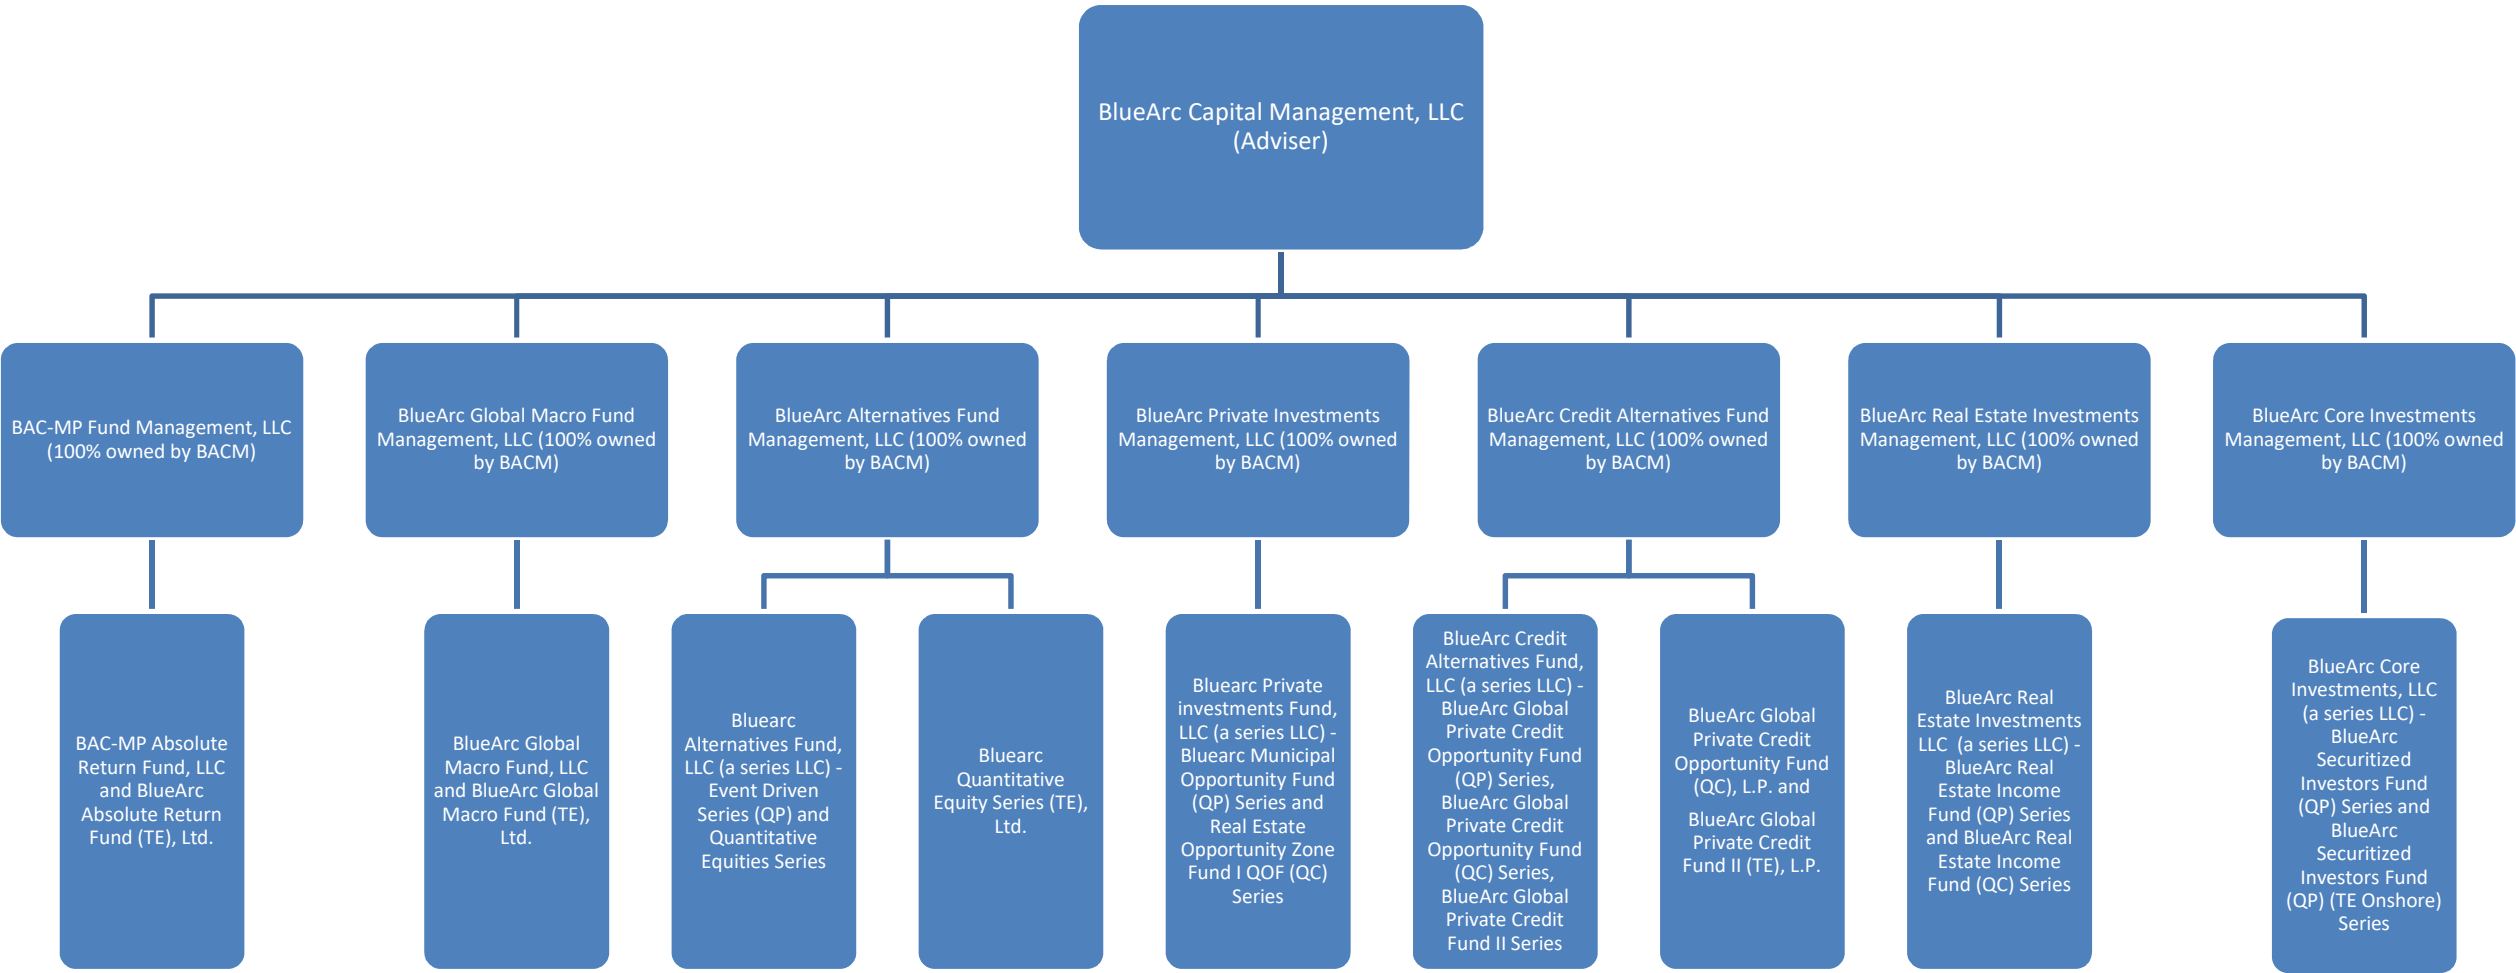 BlueArc Capital Management, LLC
(Adviser)
BAC-MP Fund Management, LLC
(100% owned by BACM)
BlueArc Global Macro Fund
Management, LLC (100% owned
by BACM)
BlueArc Alternatives Fund
Management, LLC (100% owned
by BACM)
BlueArc Private Investments
Management, LLC (100% owned
by BACM)
BlueArc Credit Alternatives Fund
Management, LLC (100% owned
by BACM)
BlueArc Real Estate Investments
Management, LLC (100% owned
by BACM)
BlueArc Core Investments
Management, LLC (100% owned
by BACM)
BAC-MP Absolute
Return Fund, LLC
and BlueArc
Absolute Return
Fund (TE), Ltd.
BlueArc Global
Macro Fund, LLC
and BlueArc Global
Macro Fund (TE),
Ltd.
Bluearc
Alternatives Fund,
LLC (a series LLC) -
Event Driven
Series (QP) and
Quantitative
Equities Series
Bluearc
Quantitative
Equity Series (TE),
Ltd.
Bluearc Private
investments Fund,
LLC (a series LLC) -
Bluearc Municipal
Opportunity Fund
(QP) Series and
Real Estate
Opportunity Zone
Fund I QOF (QC)
Series
BlueArc Credit
Alternatives Fund,
LLC (a series LLC) -
BlueArc Global
Private Credit
Opportunity Fund
(QP) Series,
BlueArc Global
Private Credit
Opportunity Fund
(QC) Series,
BlueArc Global
Private Credit
Fund II Series
BlueArc Global
Private Credit
Opportunity Fund
(QC), L.P. and
BlueArc Global
Private Credit
Fund II (TE), L.P.
BlueArc Real
Estate Investments
LLC  (a series LLC) -
BlueArc Real
Estate Income
Fund (QP) Series
and BlueArc Real
Estate Income
Fund (QC) Series
BlueArc Core
Investments, LLC
(a series LLC) -
BlueArc
Securitized
Investors Fund
(QP) Series and
BlueArc
Securitized
Investors Fund
(QP) (TE Onshore)
Series